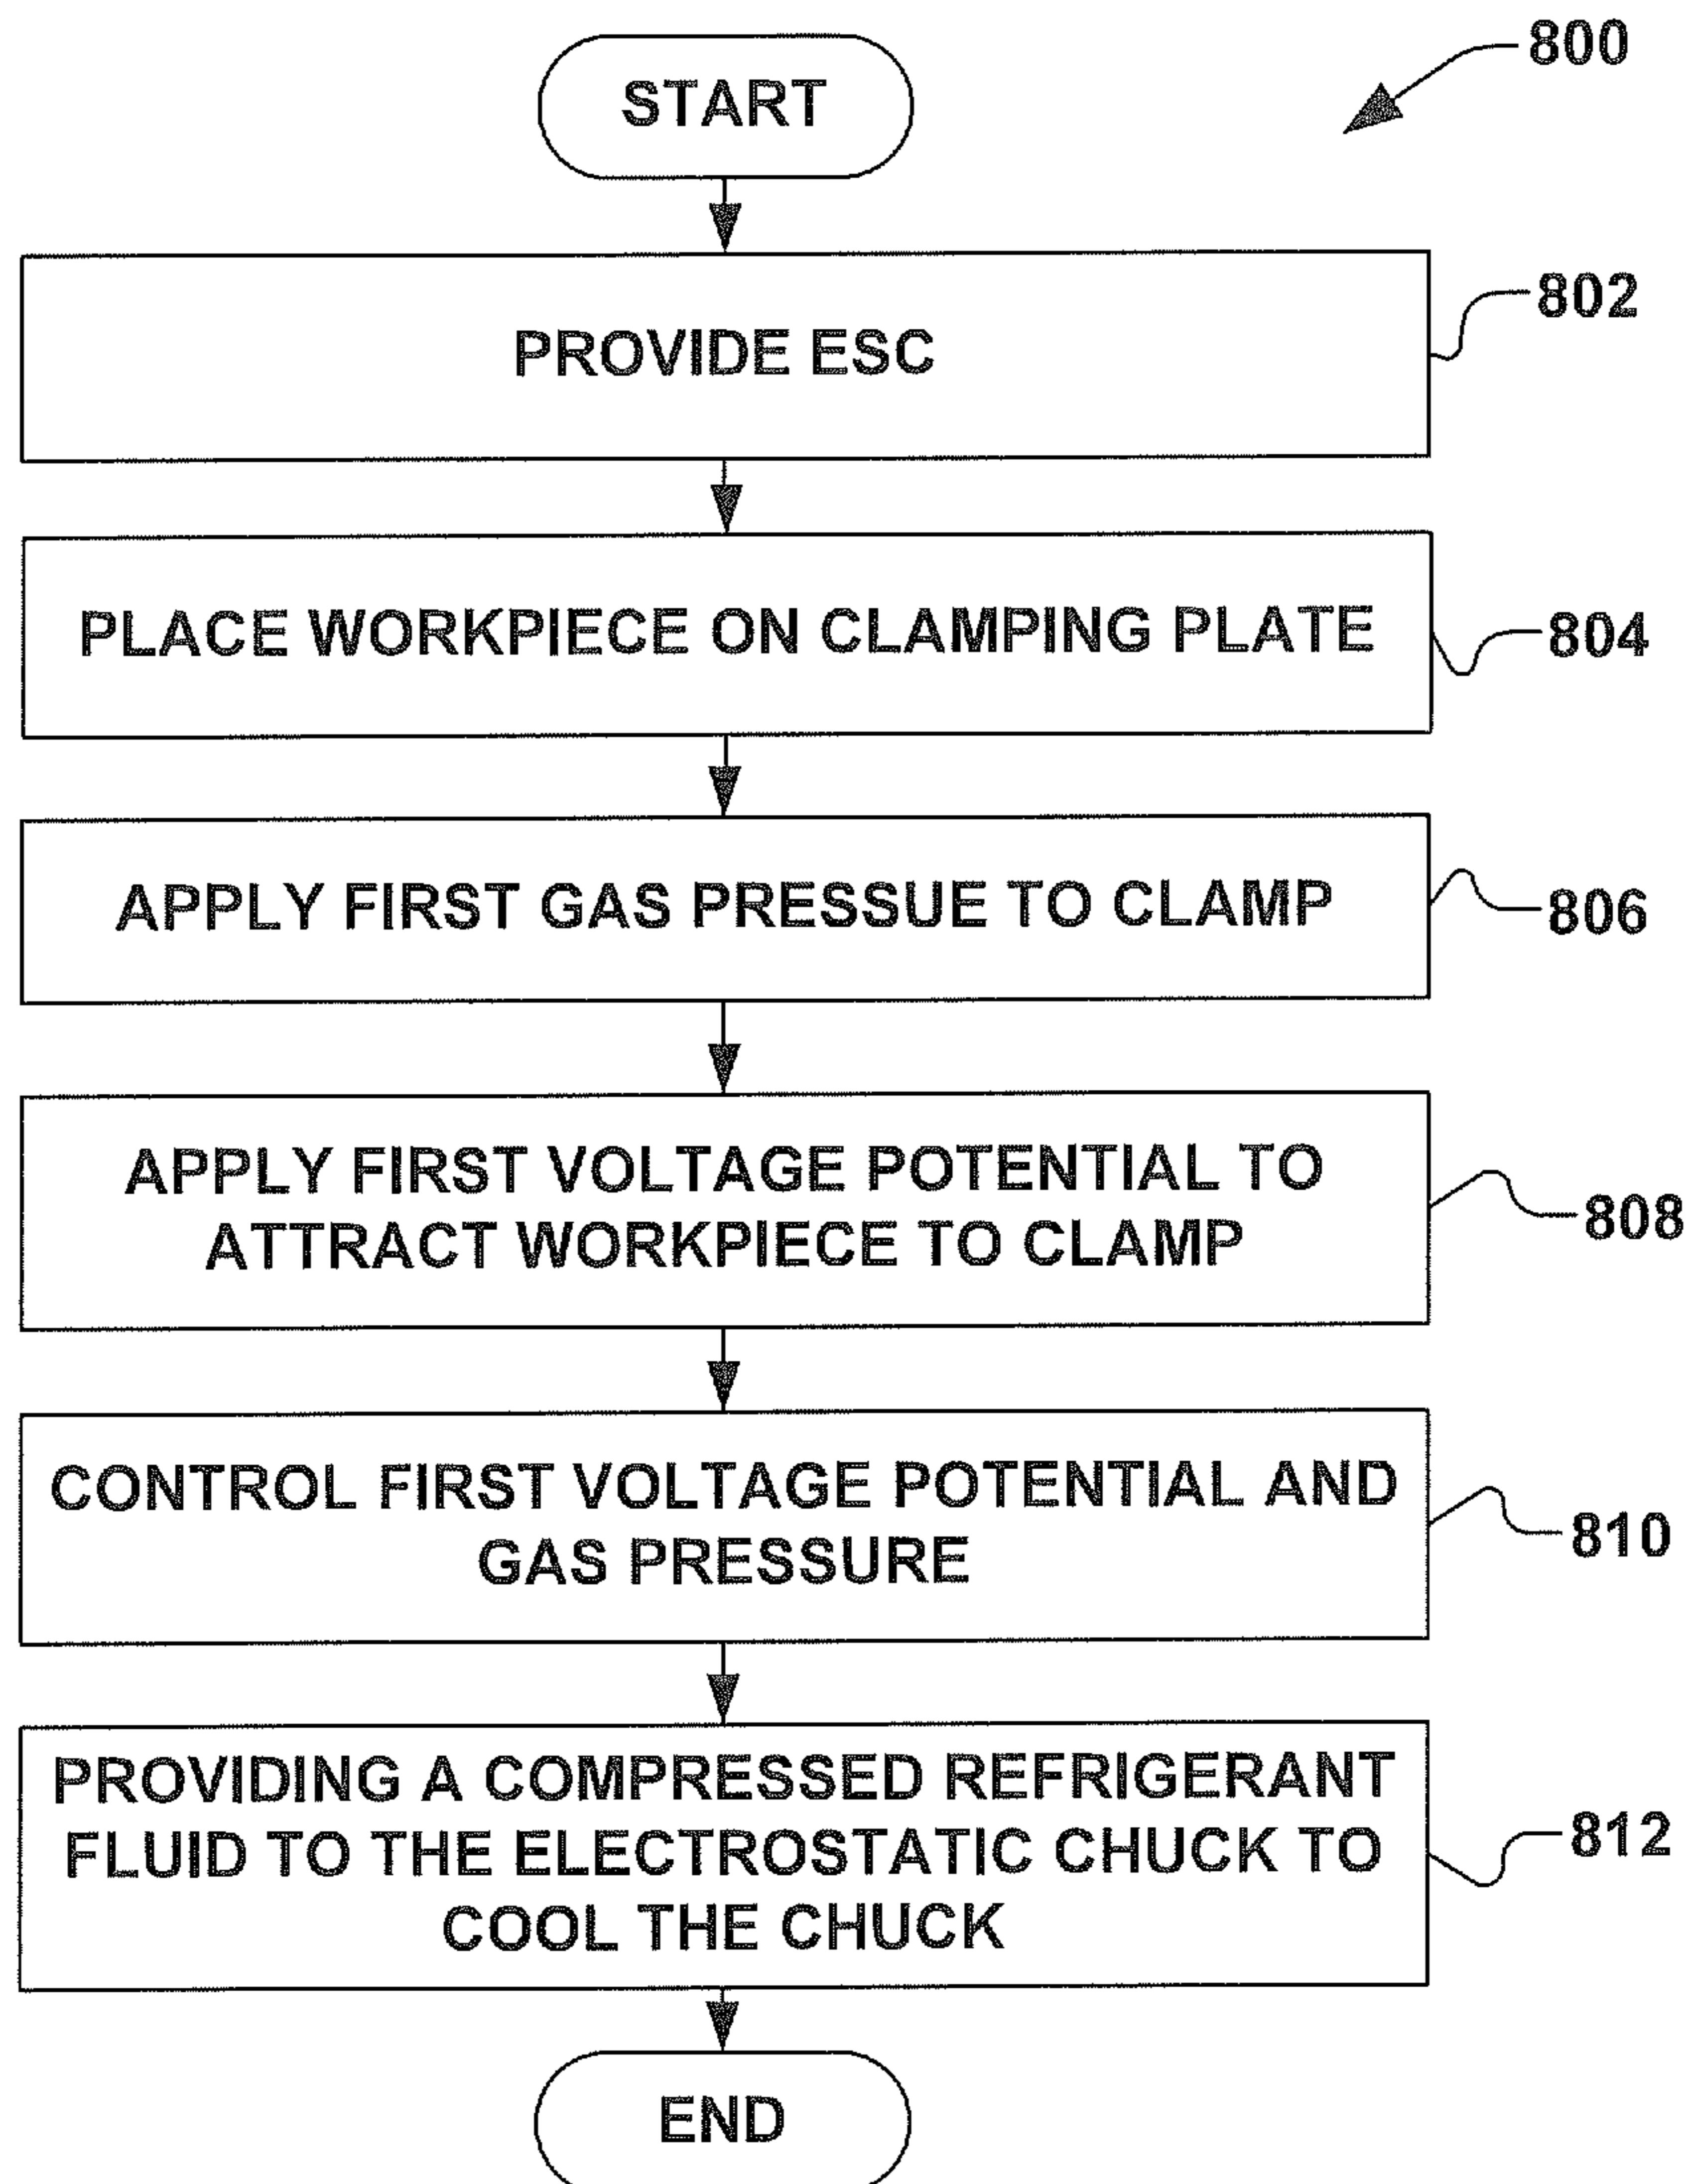 800
START
PROVIDE ESC
802
PLACE WORKPIECE ON CLAMPING PLATE
804
APPLY FIRST GAS PRESSUE TO CLAMP
806
APPLY FIRST VOLTAGE POTENTIAL TO
ATTRACT WORKPIECE TO CLAMP
808
CONTROL FIRST VOLTAGE POTENTIAL AND
GAS PRESSURE
810
PROVIDING A COMPRESSED REFRIGERANT
FLUID TO THE ELECTROSTATIC CHUCK TO
COOL THE CHUCK
812
END